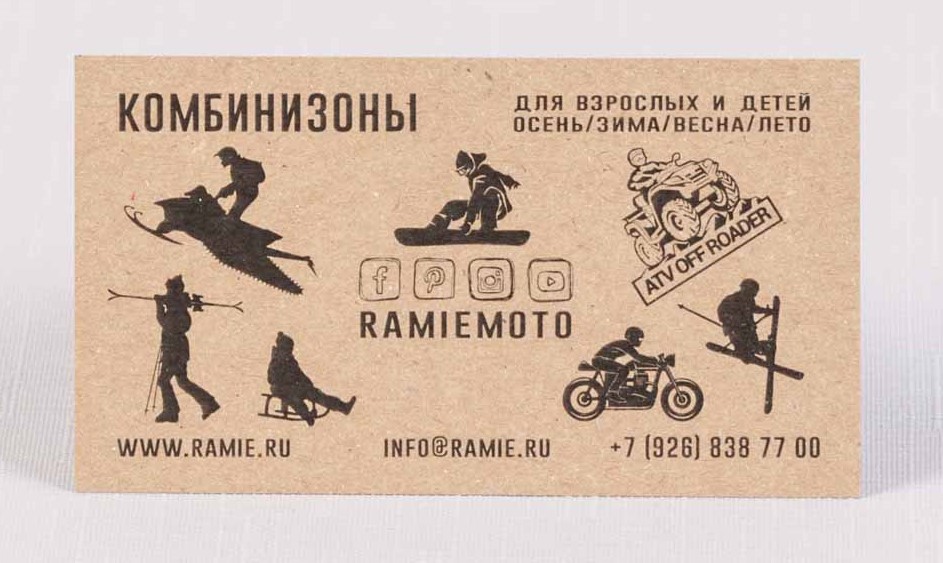 КОМБИНИЗОНЫ
ДЛЯ ВЗРОСЛЫХ И ДЕТЕЙ
ОСЕНЬ/ЗИМА/ВЕСНА/ЛЕТО
ATV OFF ROADER
RAMIEMOTO
WWW.RAMIE.RU
INFO@RAMIE.RU
+7 (926) 838 77 00